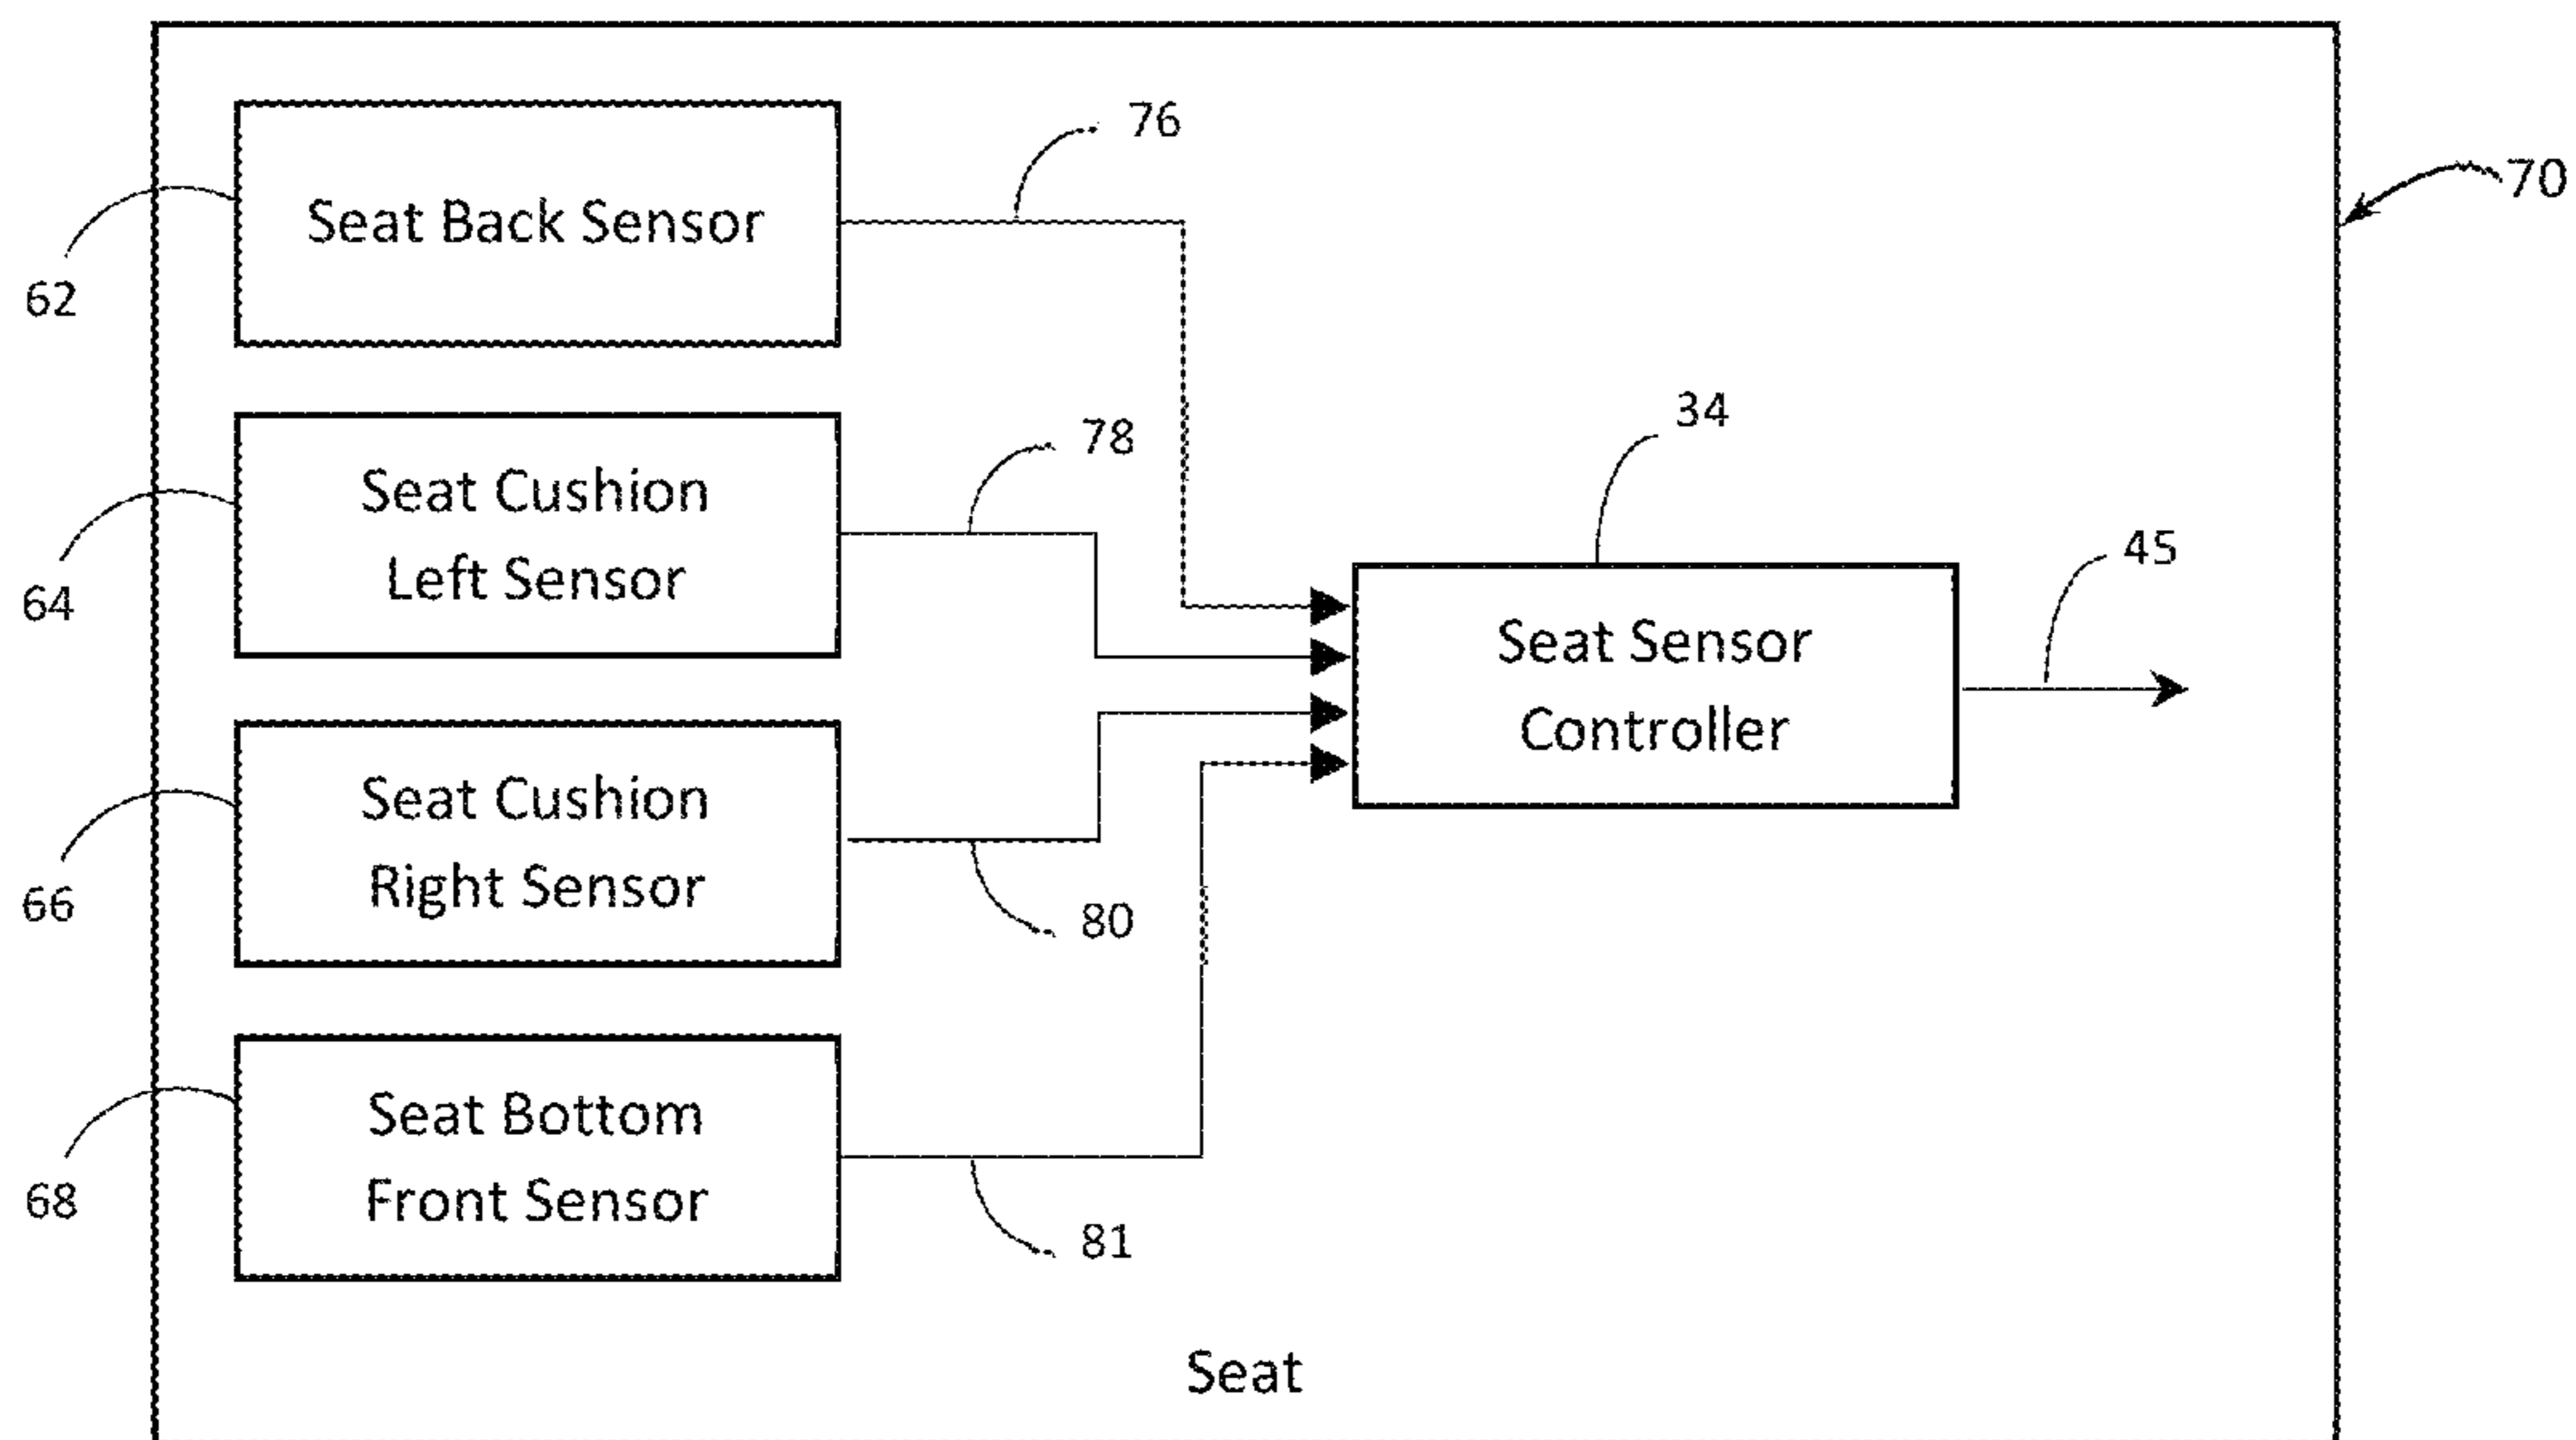 76
70
Seat Back Sensor
62
34
78
Seat Cushion
Left Sensor
64
45
Seat Sensor
Controller
Seat Cushion
Right Sensor
66
80
Seat Bottom
Front Sensor
68
81
Seat